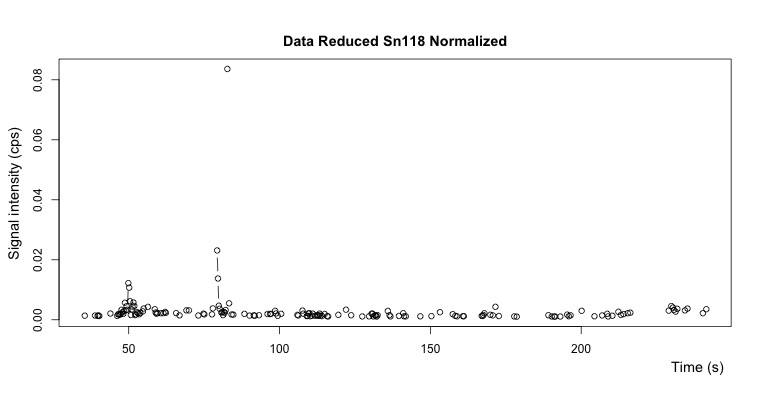 Data Reduced Sn118 Normalized
Signal intensity (cps)
0.08
0.06
0.04
0.02
0.00
50 100 150 200
Time (s)